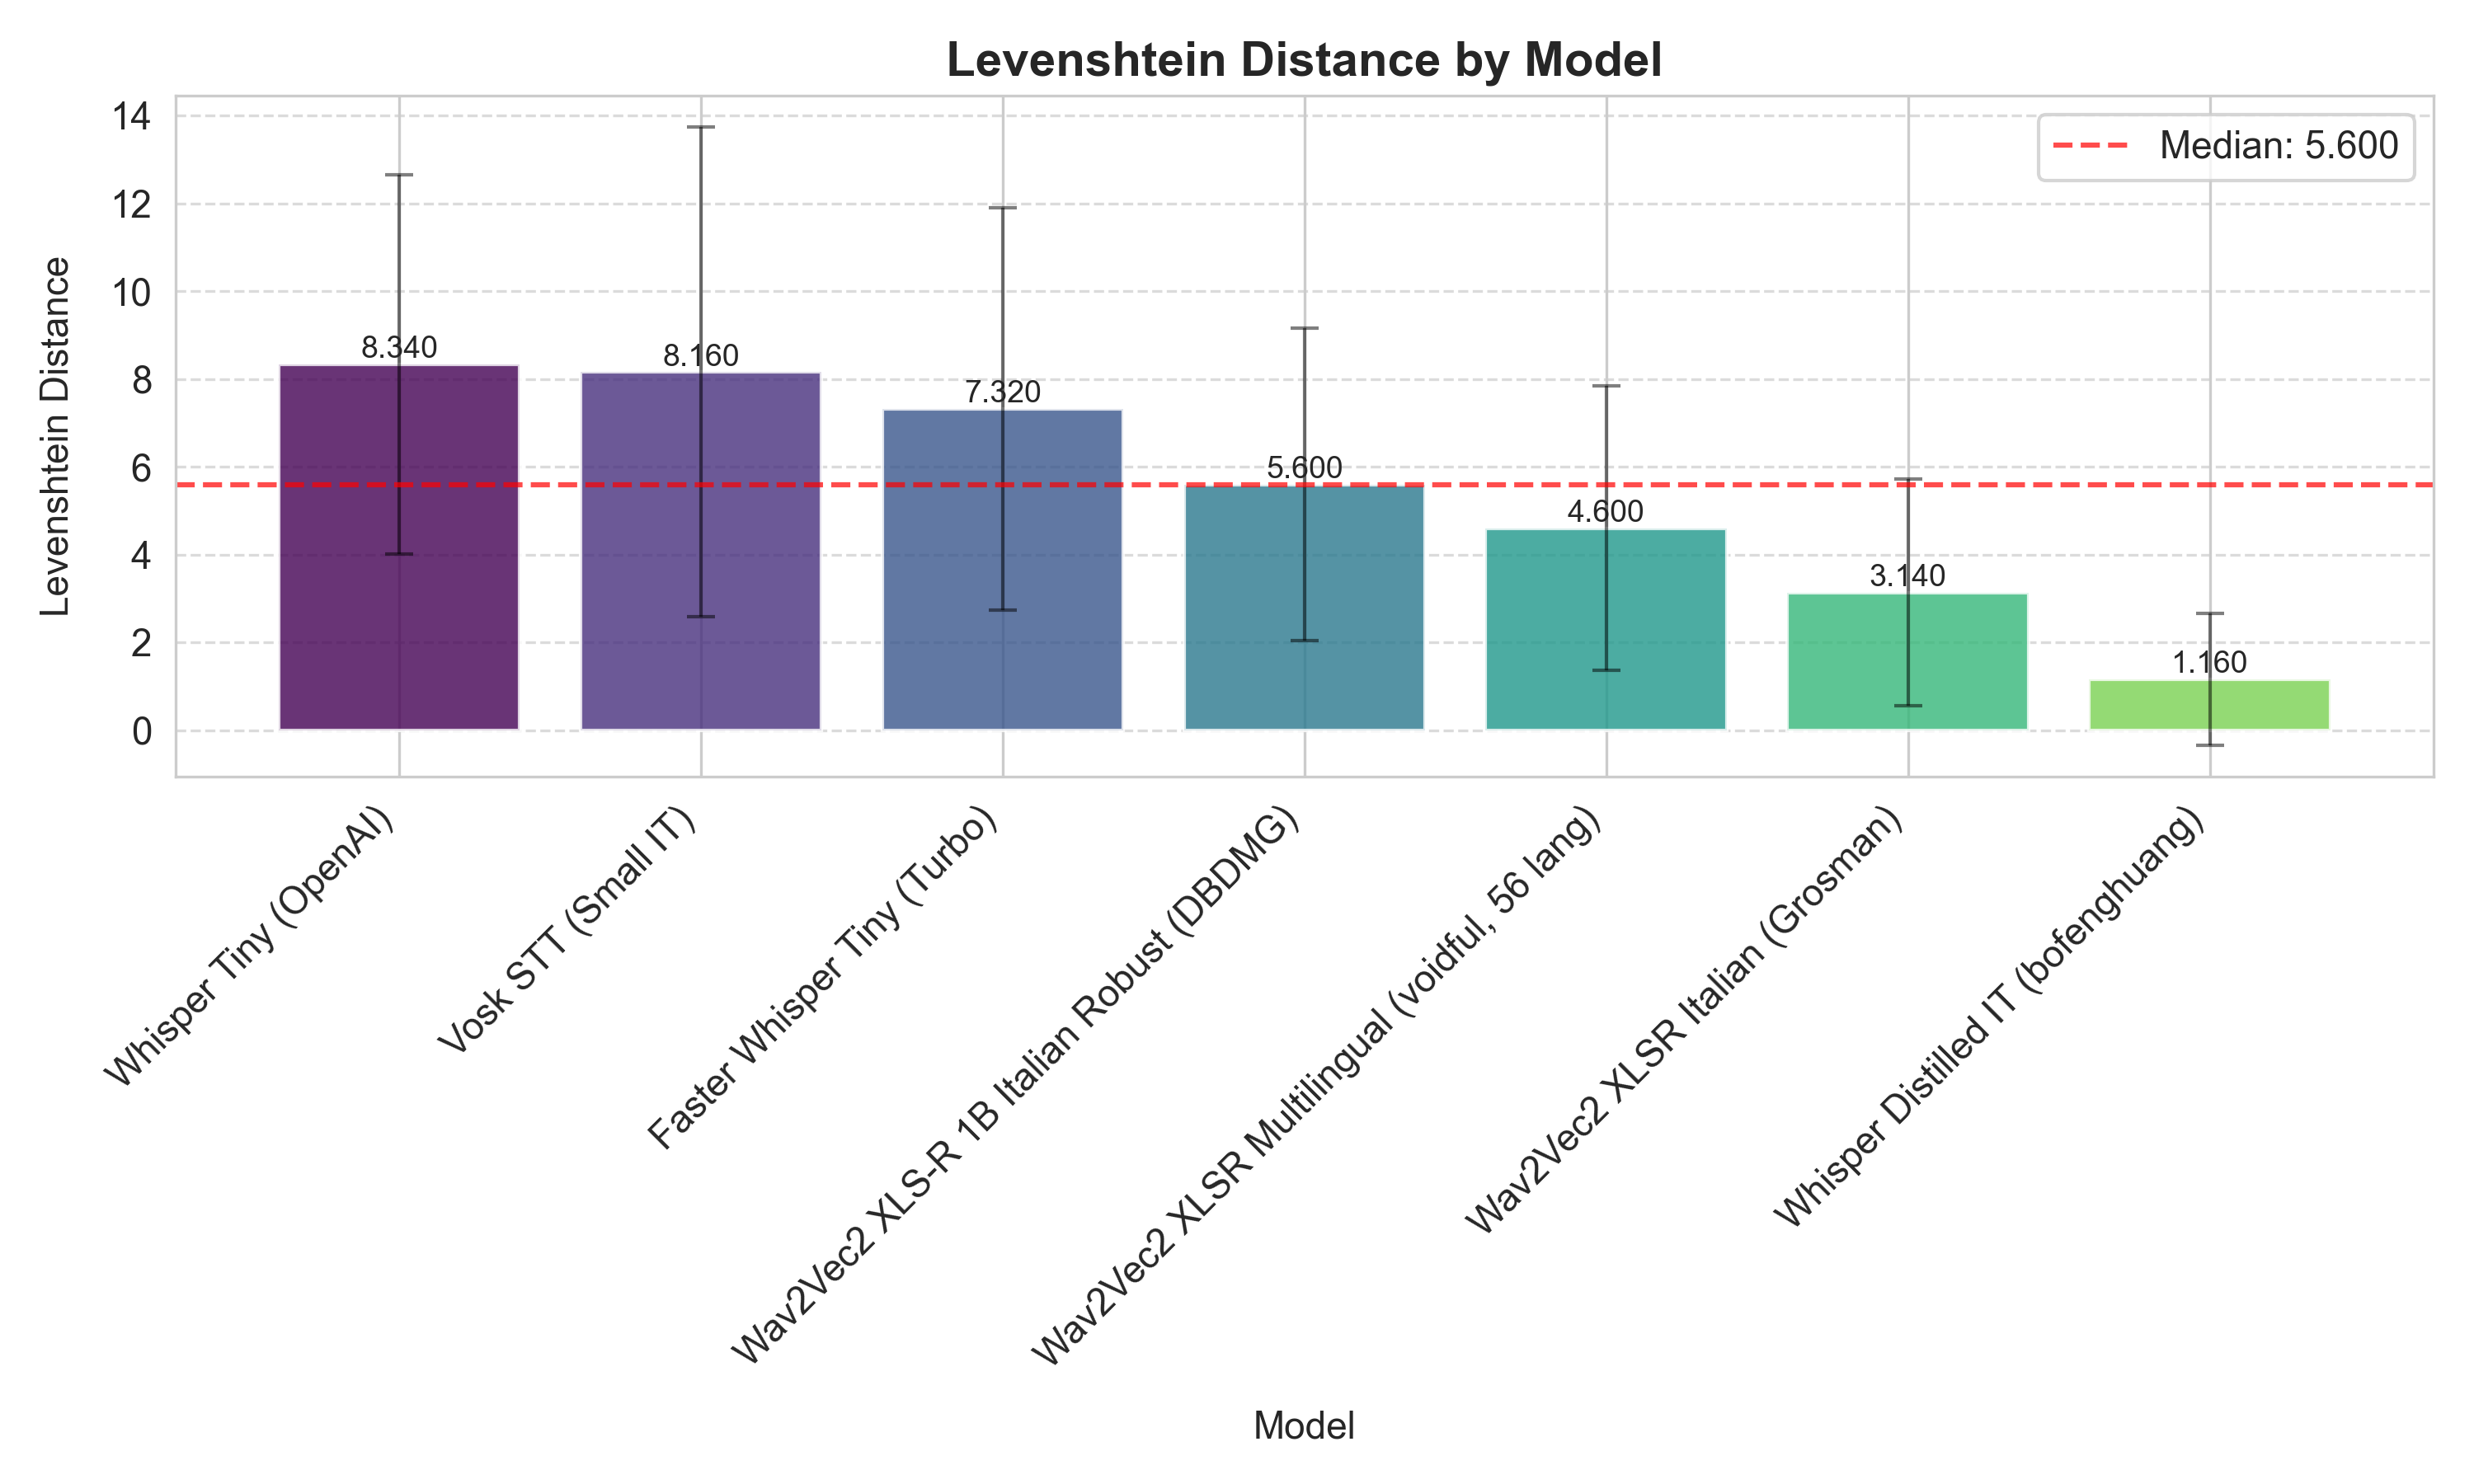 Levenshtein Distance by Model
Levenshtein Distance
14
12
10
8
6
4
2
0
Median: 5.600
8.340
8.160
7.320
5.600
4.600
3.140
1.160
Whisper Tiny (OpenAI)
Vosk STT (Small IT)
Faster Whisper Tiny (Turbo)
Wav2Vec2 XLS-R 1B Italian Robust (DBDMG)
Wav2Vec2 XLSR Multilingual (voidful, 56 lang)
Wav2Vec2 XLSR Italian (Grosman)
Whisper Distilled IT (bofenghuang)
Model